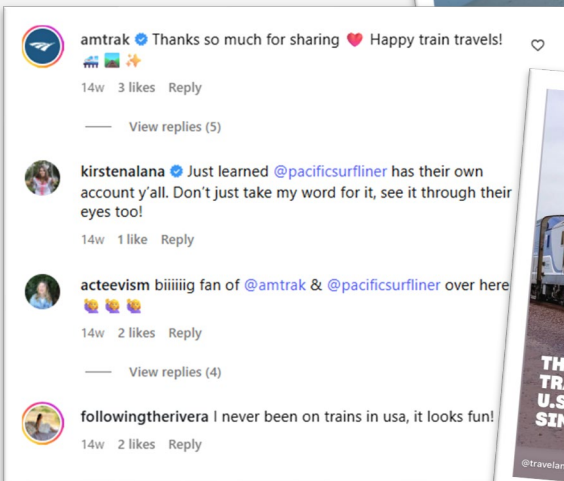 amtrak Thanks so much for sharing ❤️ Happy train travels!
🚈 🛤️ ✨
14w 3 likes Reply
View replies (5)
kirstenalana Just learned @pacificsurfliner has their own
account y'all. Don't just take my word for it, see it through their
eyes too!
14w 1 like Reply
acteevism biiiiiig fan of @amtrak & @pacificsurfliner over here
🙋 🙋 🙋
14w 2 likes Reply
View replies (4)
followingtherivera I never been on trains in usa, it looks fun!
14w 2 likes Reply
TH
TR
U.S
SIN
@travelan